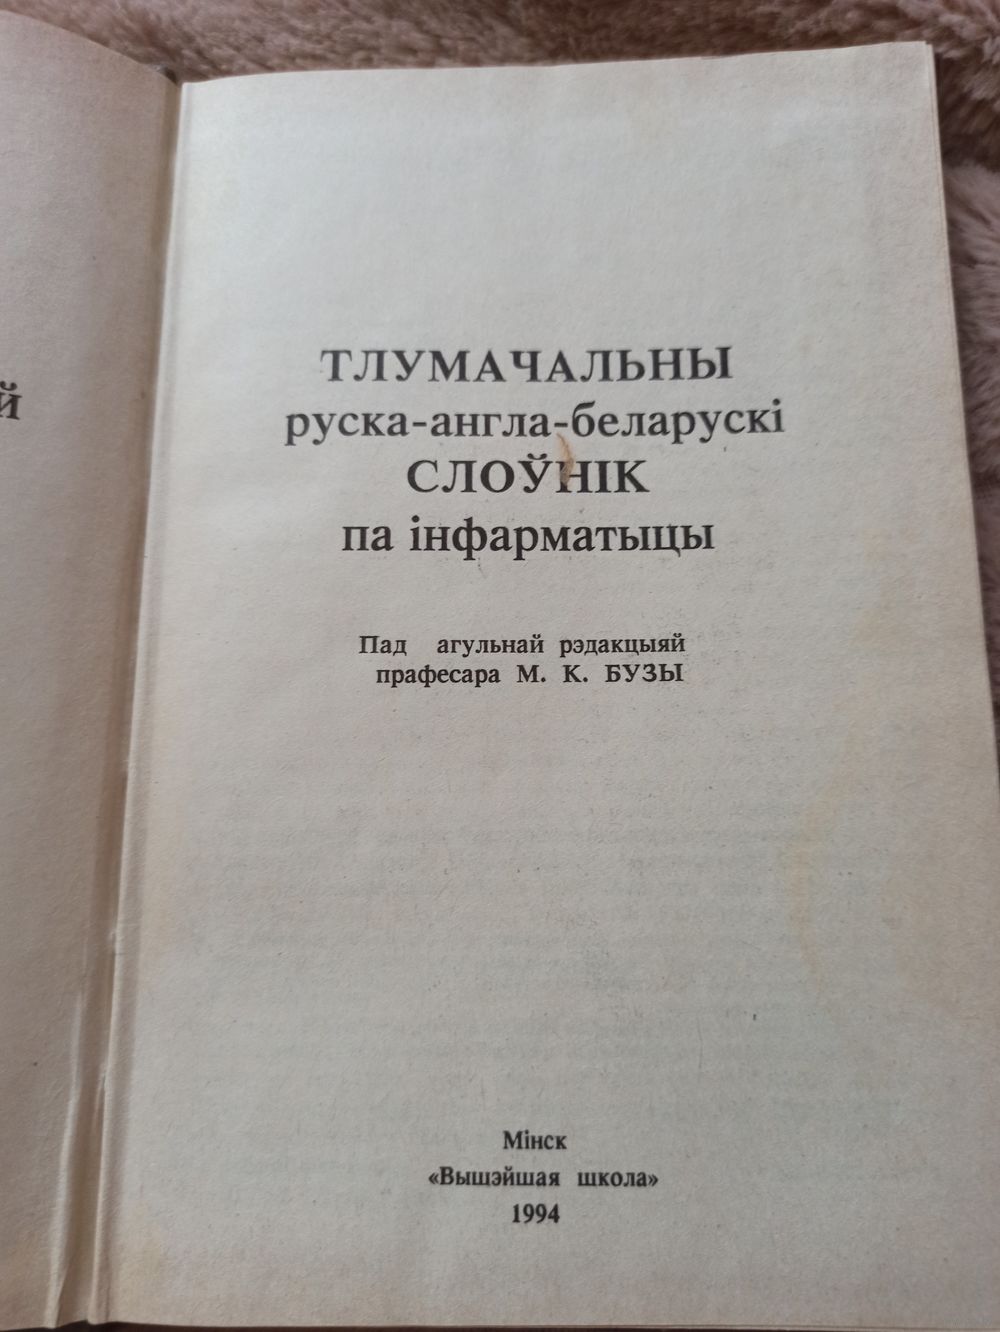 й
ТЛУМАЧАЛЬНЫ
руска-англа-беларускі
СЛОЎНІК
па інфарматыцы
Пад агульнай рэдакцыяй
прафесара М. К. БУЗЫ
Мінск
«Вышэйшая школа»
1994